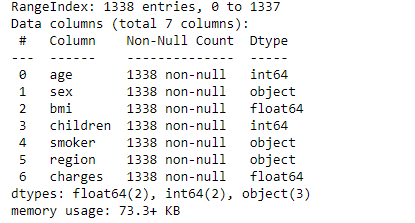 RangeIndex: 1338 entries, 0 to 1337
Data columns (total 7 columns):
 #   Column    Non-Null Count  Dtype
---  ------    --------------  -----
 0   age       1338 non-null   int64
 1   sex       1338 non-null   object
 2   bmi       1338 non-null   float64
 3   children  1338 non-null   int64
 4   smoker    1338 non-null   object
 5   region    1338 non-null   object
 6   charges   1338 non-null   float64
dtypes: float64(2), int64(2), object(3)
memory usage: 73.3+ KB